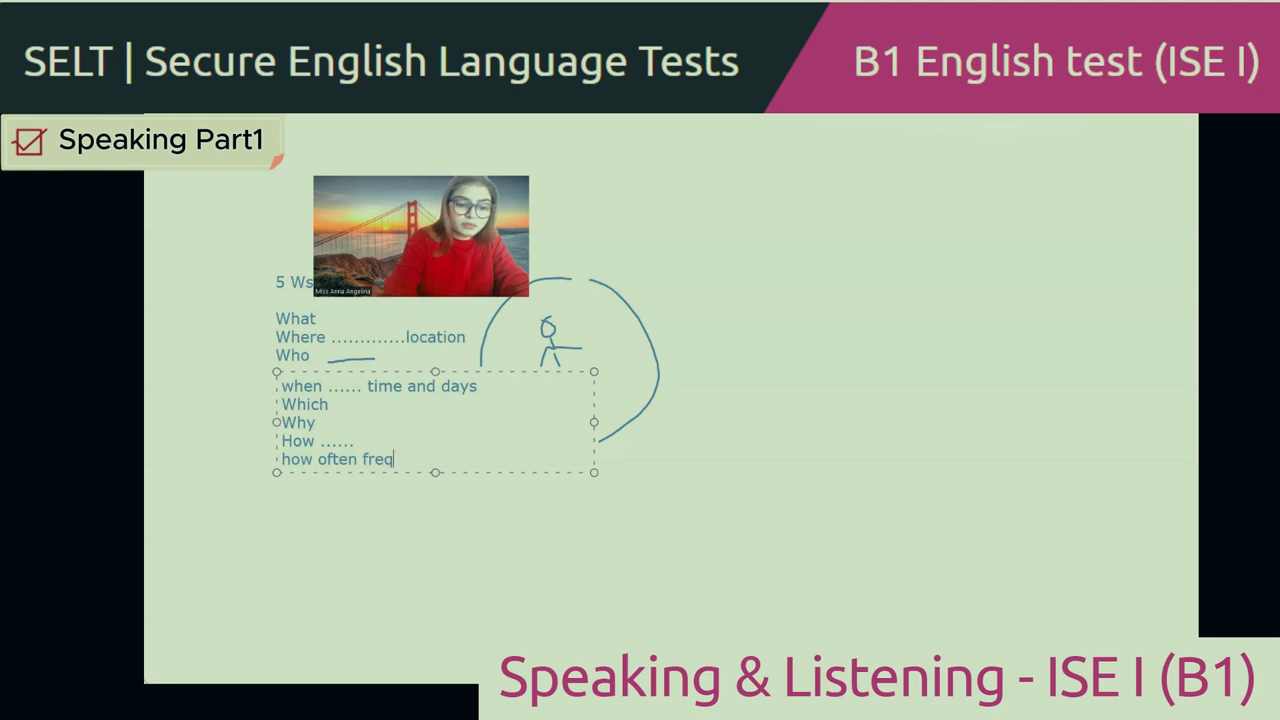 SELT | Secure English Language Tests
B1 English test (ISE I)
Speaking Part1
Miss Anna Angelina
5 Ws
What
Where .............location
Who
when ...... time and days
Which
Why
How ......
how often freq
Speaking & Listening - ISE I (B1)